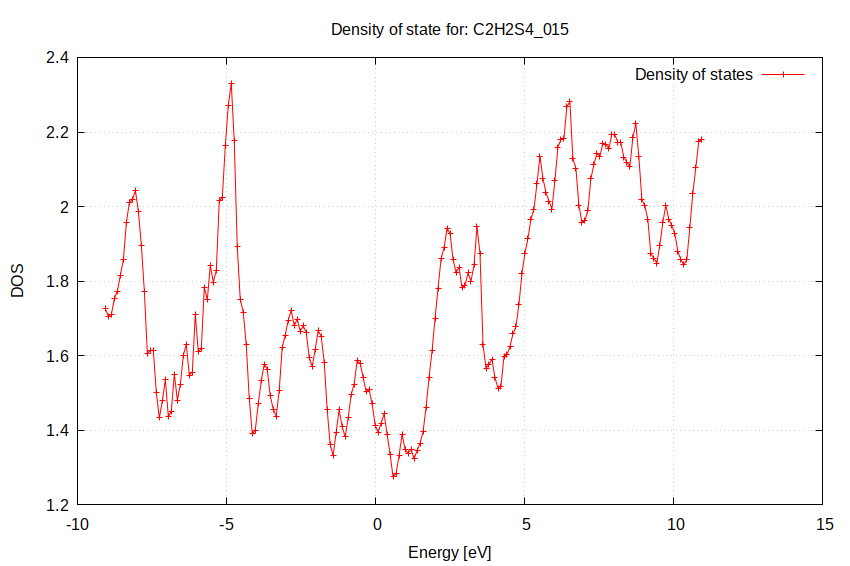 Density of state for: C2H2S4_015
2.4
Density of states
2.2
2
1.8
DOS
1.6
1.4
1.2
-10 -5 0 5 10 15
Energy [eV]